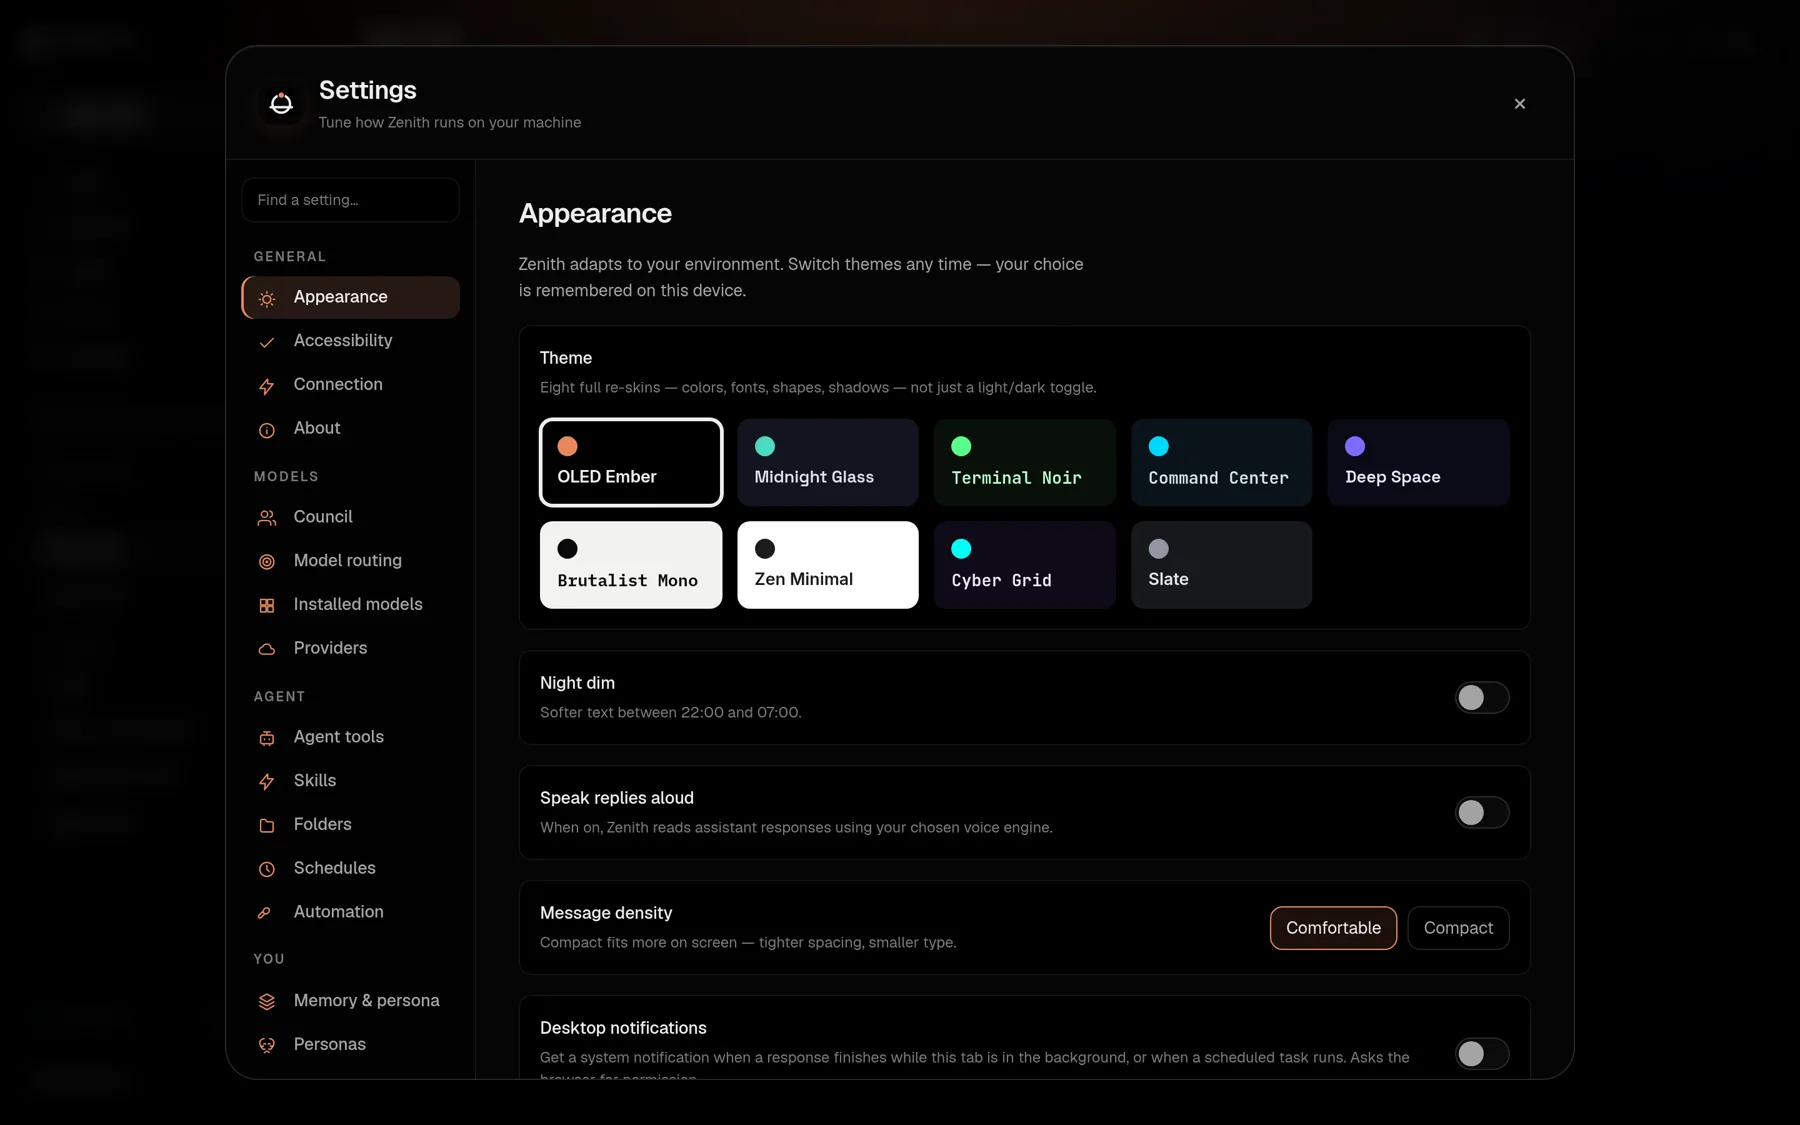 Settings
Tune how Zenith runs on your machine
Find a setting...
GENERAL
Appearance
Accessibility
Connection
About
MODELS
Council
Model routing
Installed models
Providers
AGENT
Agent tools
Skills
Folders
Schedules
Automation
YOU
Memory & persona
Personas
Appearance
Zenith adapts to your environment. Switch themes any time — your choice
is remembered on this device.
Theme
Eight full re-skins — colors, fonts, shapes, shadows — not just a light/dark toggle.
OLED Ember
Midnight Glass
Terminal Noir
Command Center
Deep Space
Brutalist Mono
Zen Minimal
Cyber Grid
Slate
Night dim
Softer text between 22:00 and 07:00.
Speak replies aloud
When on, Zenith reads assistant responses using your chosen voice engine.
Message density
Compact fits more on screen — tighter spacing, smaller type.
Comfortable
Compact
Desktop notifications
Get a system notification when a response finishes while this tab is in the background, or when a scheduled task runs. Asks the
browser for permission.